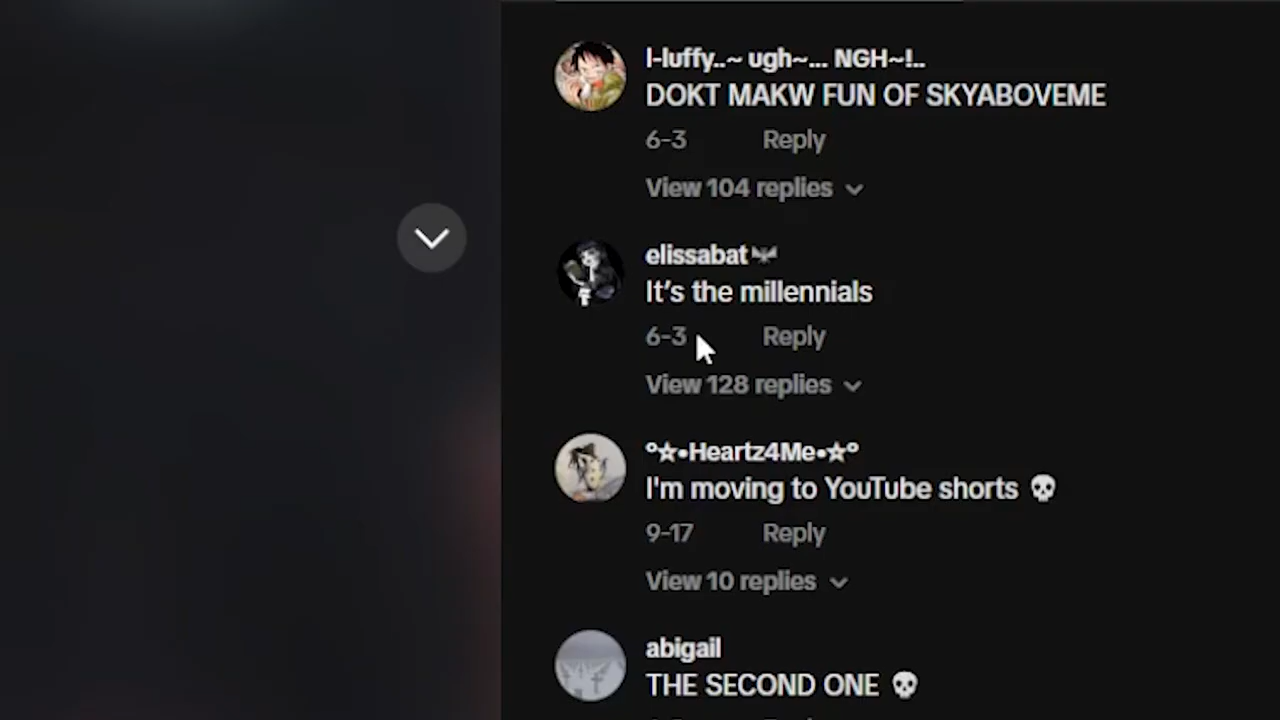 l-luffy..~ ugh~... NGH~!..
DOKT MAKW FUN OF SKYABOVEME
6-3 Reply
View 104 replies
elissabat
It's the millennials
6-3 Reply
View 128 replies
°☆•Heartz4Me•☆°
I'm moving to YouTube shorts 💀
9-17 Reply
View 10 replies
abigail
THE SECOND ONE 💀